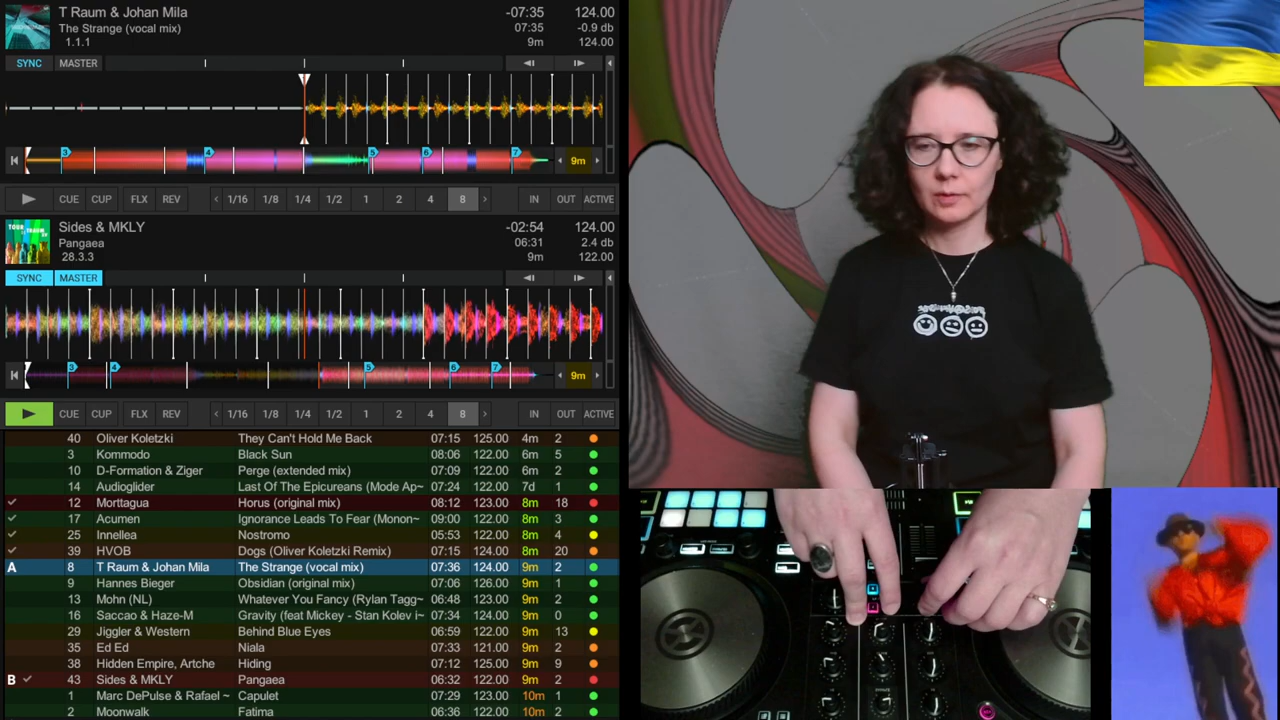 T Raum & Johan Mila -07:35 124.00
The Strange (vocal mix) 07:35 -0.9 db
1.1.1 9m 124.00
SYNC MASTER
3 4 5 6 7 9m
CUE CUP FLX REV 1/16 1/8 1/4 1/2 1 2 4 8 IN OUT ACTIVE
Sides & MKLY -02:54 124.00
Pangaea 06:31 2.4 db
28.3.3 9m 122.00
SYNC MASTER
3 4 5 6 7 9m
CUE CUP FLX REV 1/16 1/8 1/4 1/2 1 2 4 8 IN OUT ACTIVE
40 Oliver Koletzki They Can't Hold Me Back 07:15 125.00 4m 2
3 Kommodo Black Sun 08:06 122.00 6m 5
10 D-Formation & Ziger Perge (extended mix) 07:09 122.00 6m 2
14 Audioglider Last Of The Epicureans (Mode Ap~ 07:24 122.00 7d 1
12 Morttagua Horus (original mix) 08:12 123.00 8m 18
17 Acumen Ignorance Leads To Fear (Monon~ 09:00 122.00 8m 3
25 Innellea Nostromo 05:53 122.00 8m 4
39 HVOB Dogs (Oliver Koletzki Remix) 07:15 124.00 8m 20
A 8 T Raum & Johan Mila The Strange (vocal mix) 07:36 124.00 9m 2
9 Hannes Bieger Obsidian (original mix) 07:06 126.00 9m 1
13 Mohn (NL) Whatever You Fancy (Rylan Tagg~ 06:48 123.00 9m 2
16 Saccao & Haze-M Gravity (feat Mickey - Stan Kolev i~ 07:34 124.00 9m 0
29 Jiggler & Western Behind Blue Eyes 06:59 122.00 9m 13
35 Ed Ed Niala 07:33 121.00 9m 2
38 Hidden Empire, Artche Hiding 07:12 125.00 9m 9
B 43 Sides & MKLY Pangaea 06:32 122.00 9m 2
1 Marc DePulse & Rafael ~ Capulet 07:29 123.00 10m 1
2 Moonwalk Fatima 06:36 122.00 10m 2